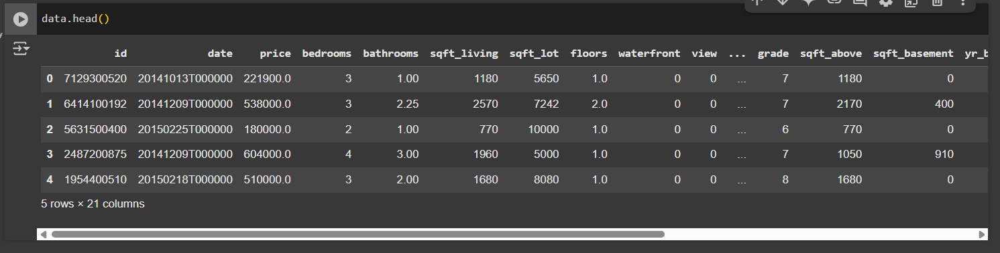 data.head()
id date price bedrooms bathrooms sqft_living sqft_lot floors waterfront view ... grade sqft_above sqft_basement yr_b
0 7129300520 20141013T000000 221900.0 3 1.00 1180 5650 1.0 0 0 ... 7 1180 0
1 6414100192 20141209T000000 538000.0 3 2.25 2570 7242 2.0 0 0 ... 7 2170 400
2 5631500400 20150225T000000 180000.0 2 1.00 770 10000 1.0 0 0 ... 6 770 0
3 2487200875 20141209T000000 604000.0 4 3.00 1960 5000 1.0 0 0 ... 7 1050 910
4 1954400510 20150218T000000 510000.0 3 2.00 1680 8080 1.0 0 0 ... 8 1680 0
5 rows × 21 columns